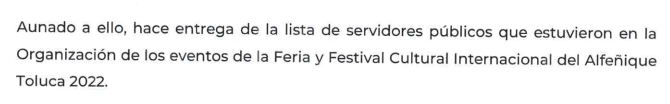 Aunado a ello, hace entrega de la lista de servidores públicos que estuvieron en la
Organización de los eventos de la Feria y Festival Cultural Internacional del Alfeñique
Toluca 2022.